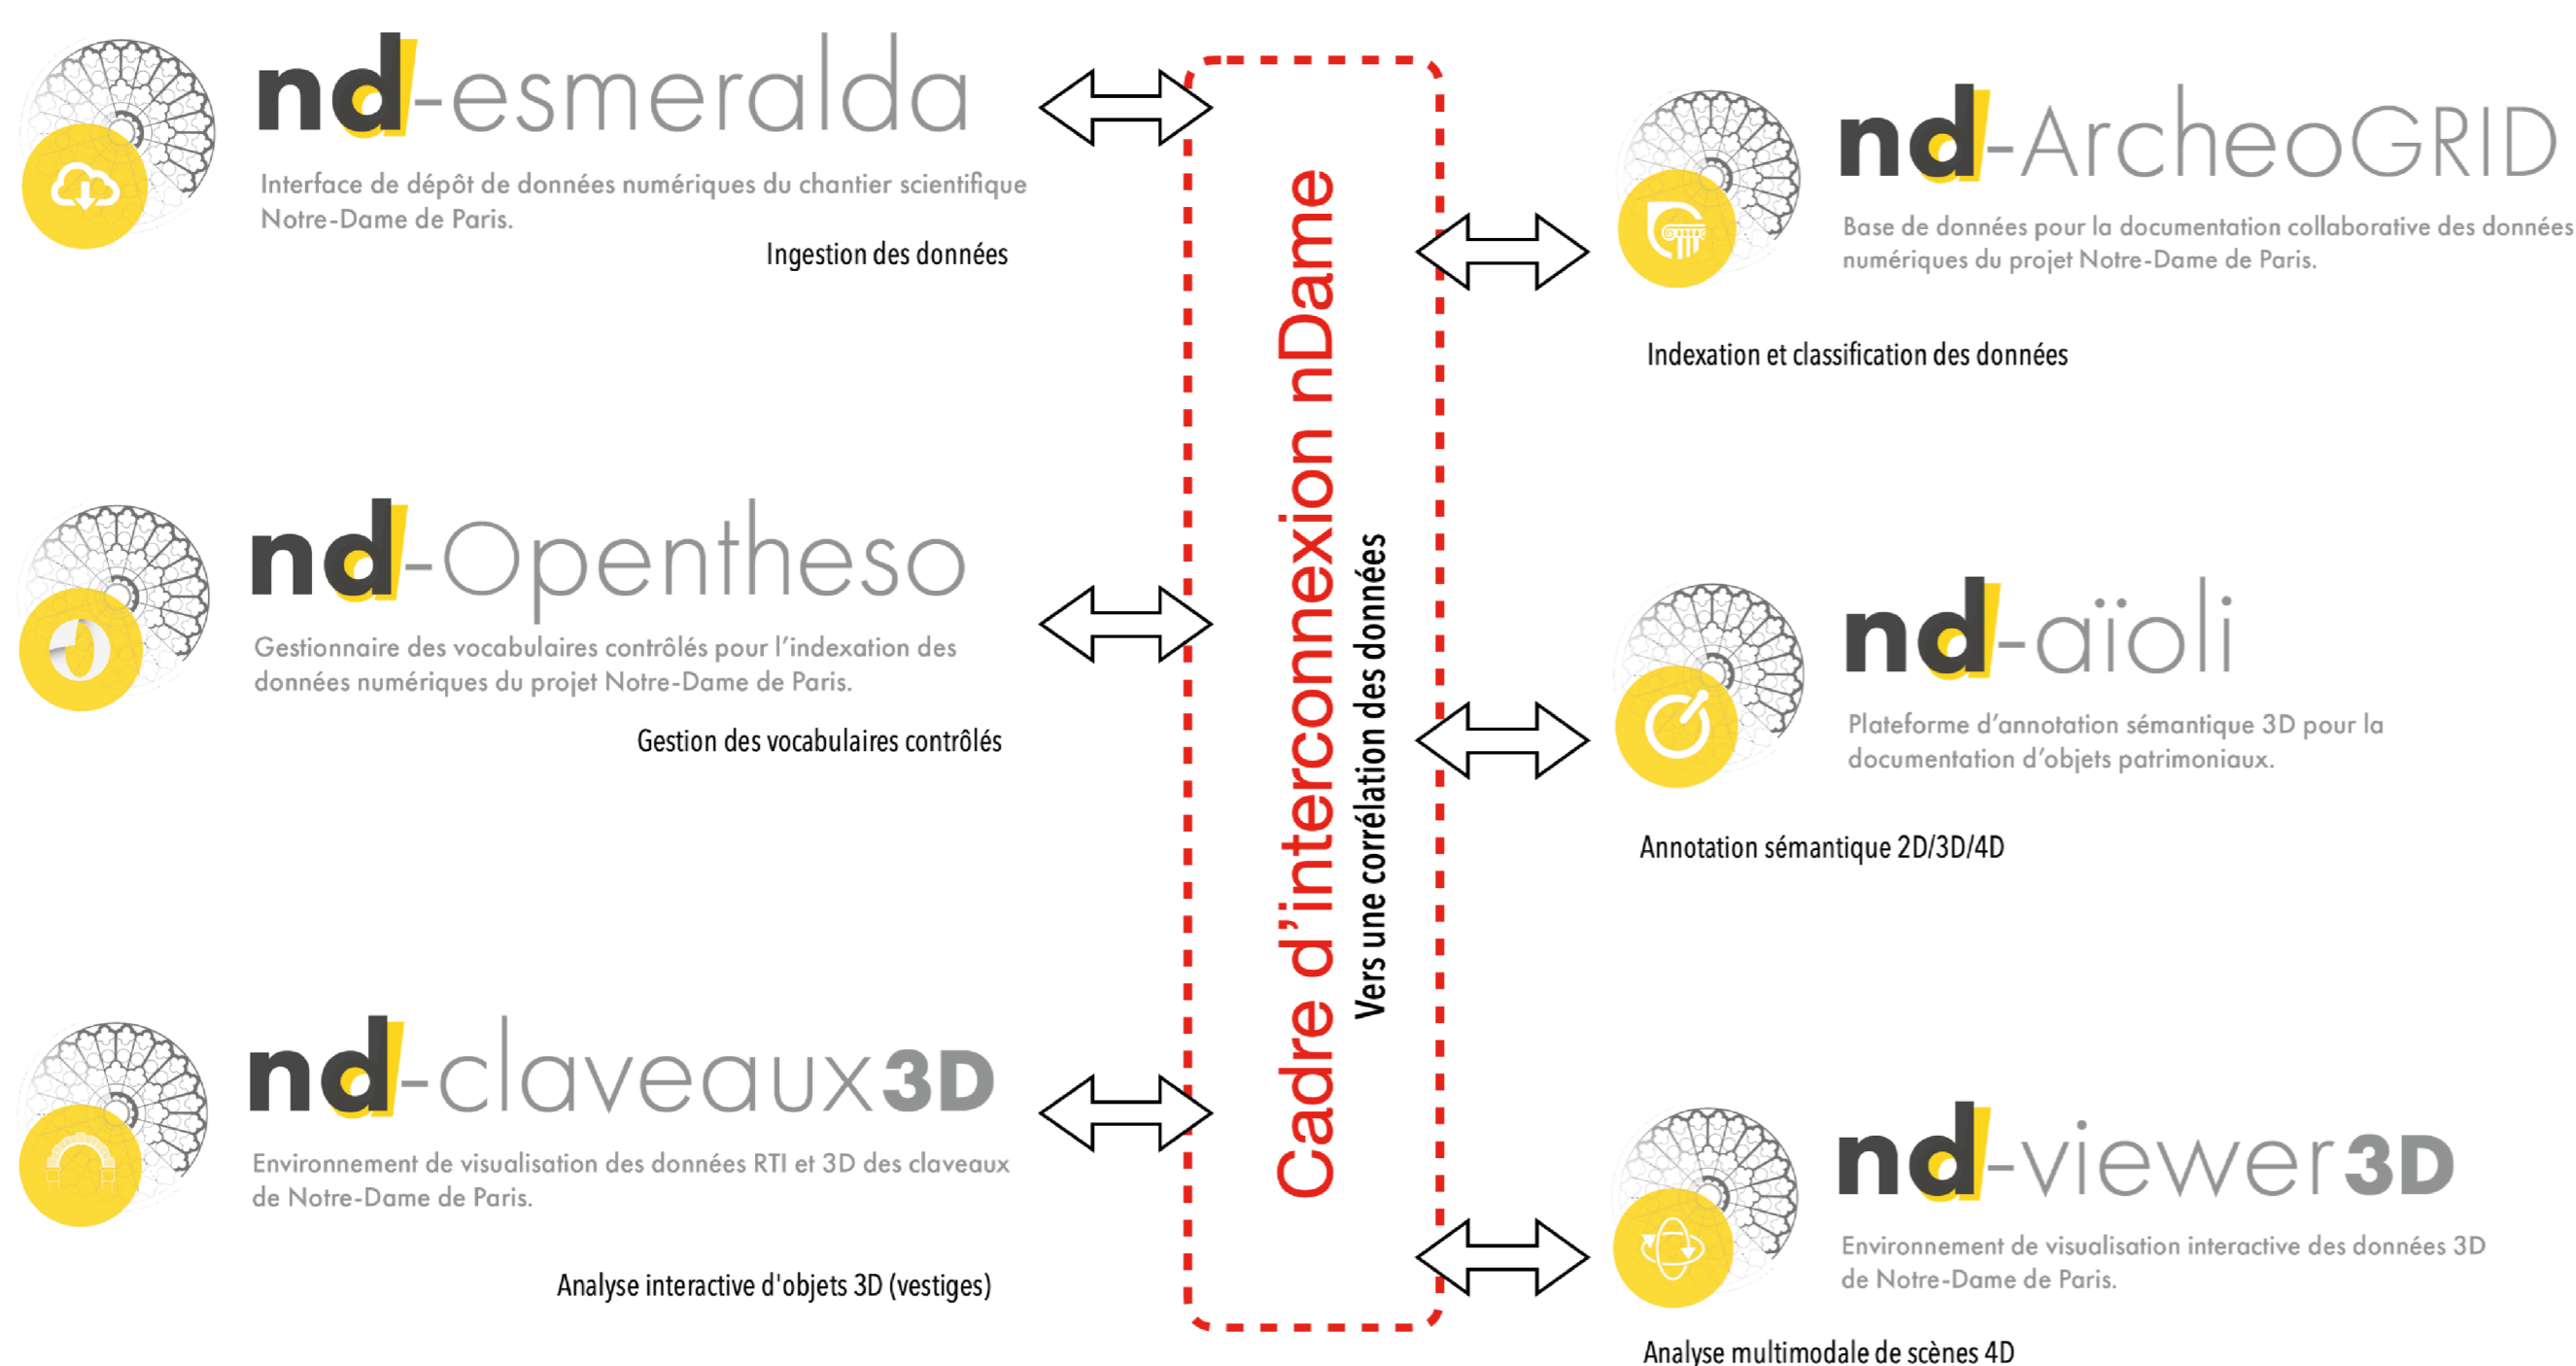 nd-esmeralda
Interface de dépôt de données numériques du chantier scientifique
Notre-Dame de Paris.
Ingestion des données
nd-Opentheso
Gestionnaire des vocabulaires contrôlés pour l'indexation des
données numériques du projet Notre-Dame de Paris.
Gestion des vocabulaires contrôlés
nd-claveaux3D
Environnement de visualisation des données RTI et 3D des claveaux
de Notre-Dame de Paris.
Analyse interactive d'objets 3D (vestiges)
Cadre d'interconnexion nDame
Vers une corrélation des données
nd-ArcheoGRID
Base de données pour la documentation collaborative des données
numériques du projet Notre-Dame de Paris.
Indexation et classification des données
nd-aïoli
Plateforme d'annotation sémantique 3D pour la
documentation d'objets patrimoniaux.
Annotation sémantique 2D/3D/4D
nd-viewer3D
Environnement de visualisation interactive des données 3D
de Notre-Dame de Paris.
Analyse multimodale de scènes 4D